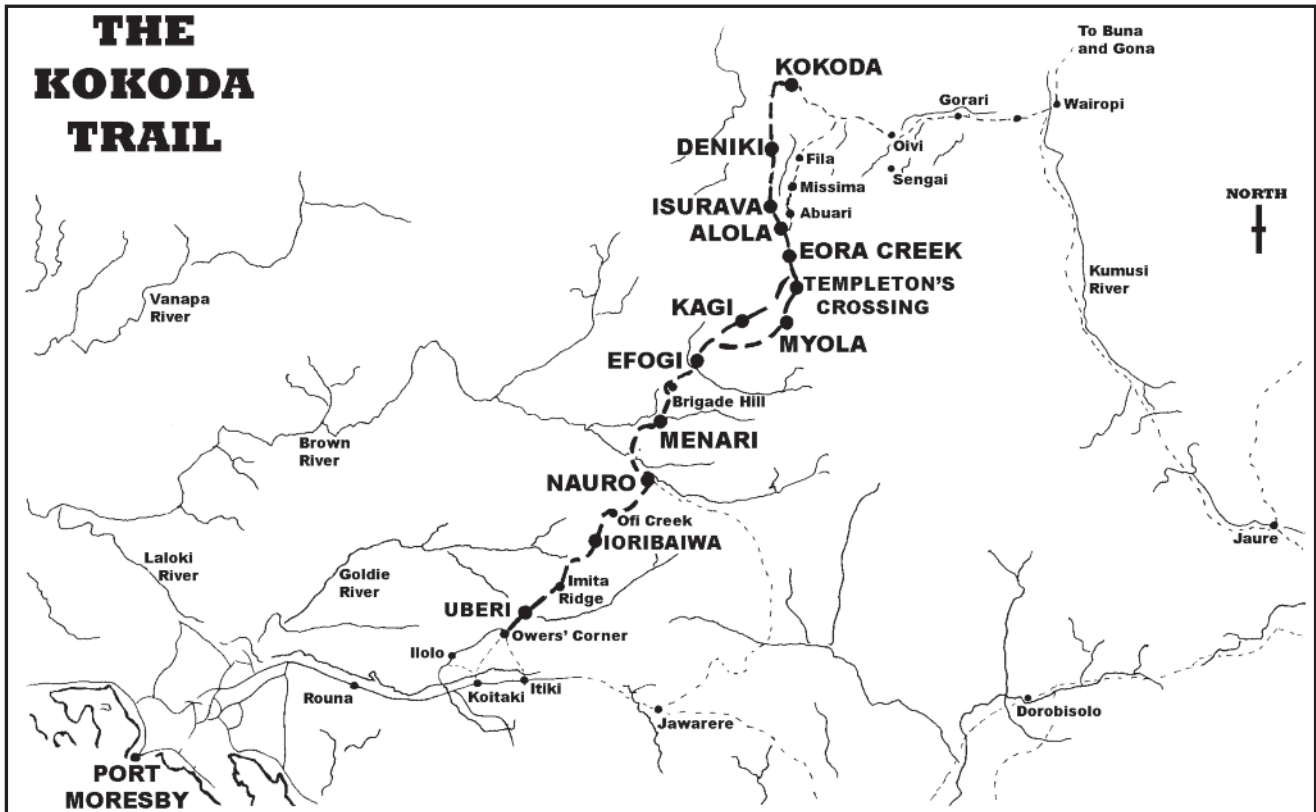 THE
KOKODA
TRAIL
To Buna
and Gona
KOKODA
Gorari
Wairopi
DENIKI
Oivi
Fila
Sengai
Missima
NORTH
ISURAVA
Abuari
ALOLA
EORA CREEK
Kumusi
River
TEMPLETON'S
CROSSING
Vanapa
River
KAGI
MYOLA
EFOGI
Brigade Hill
MENARI
Brown
River
NAURO
Ofi Creek
IORIBAIWA
Jaure
Laloki
River
Goldie
River
Imita
Ridge
UBERI
Owers' Corner
Ilolo
Rouna
Koitaki
Itiki
Jawarere
Dorobisolo
PORT
MORESBY